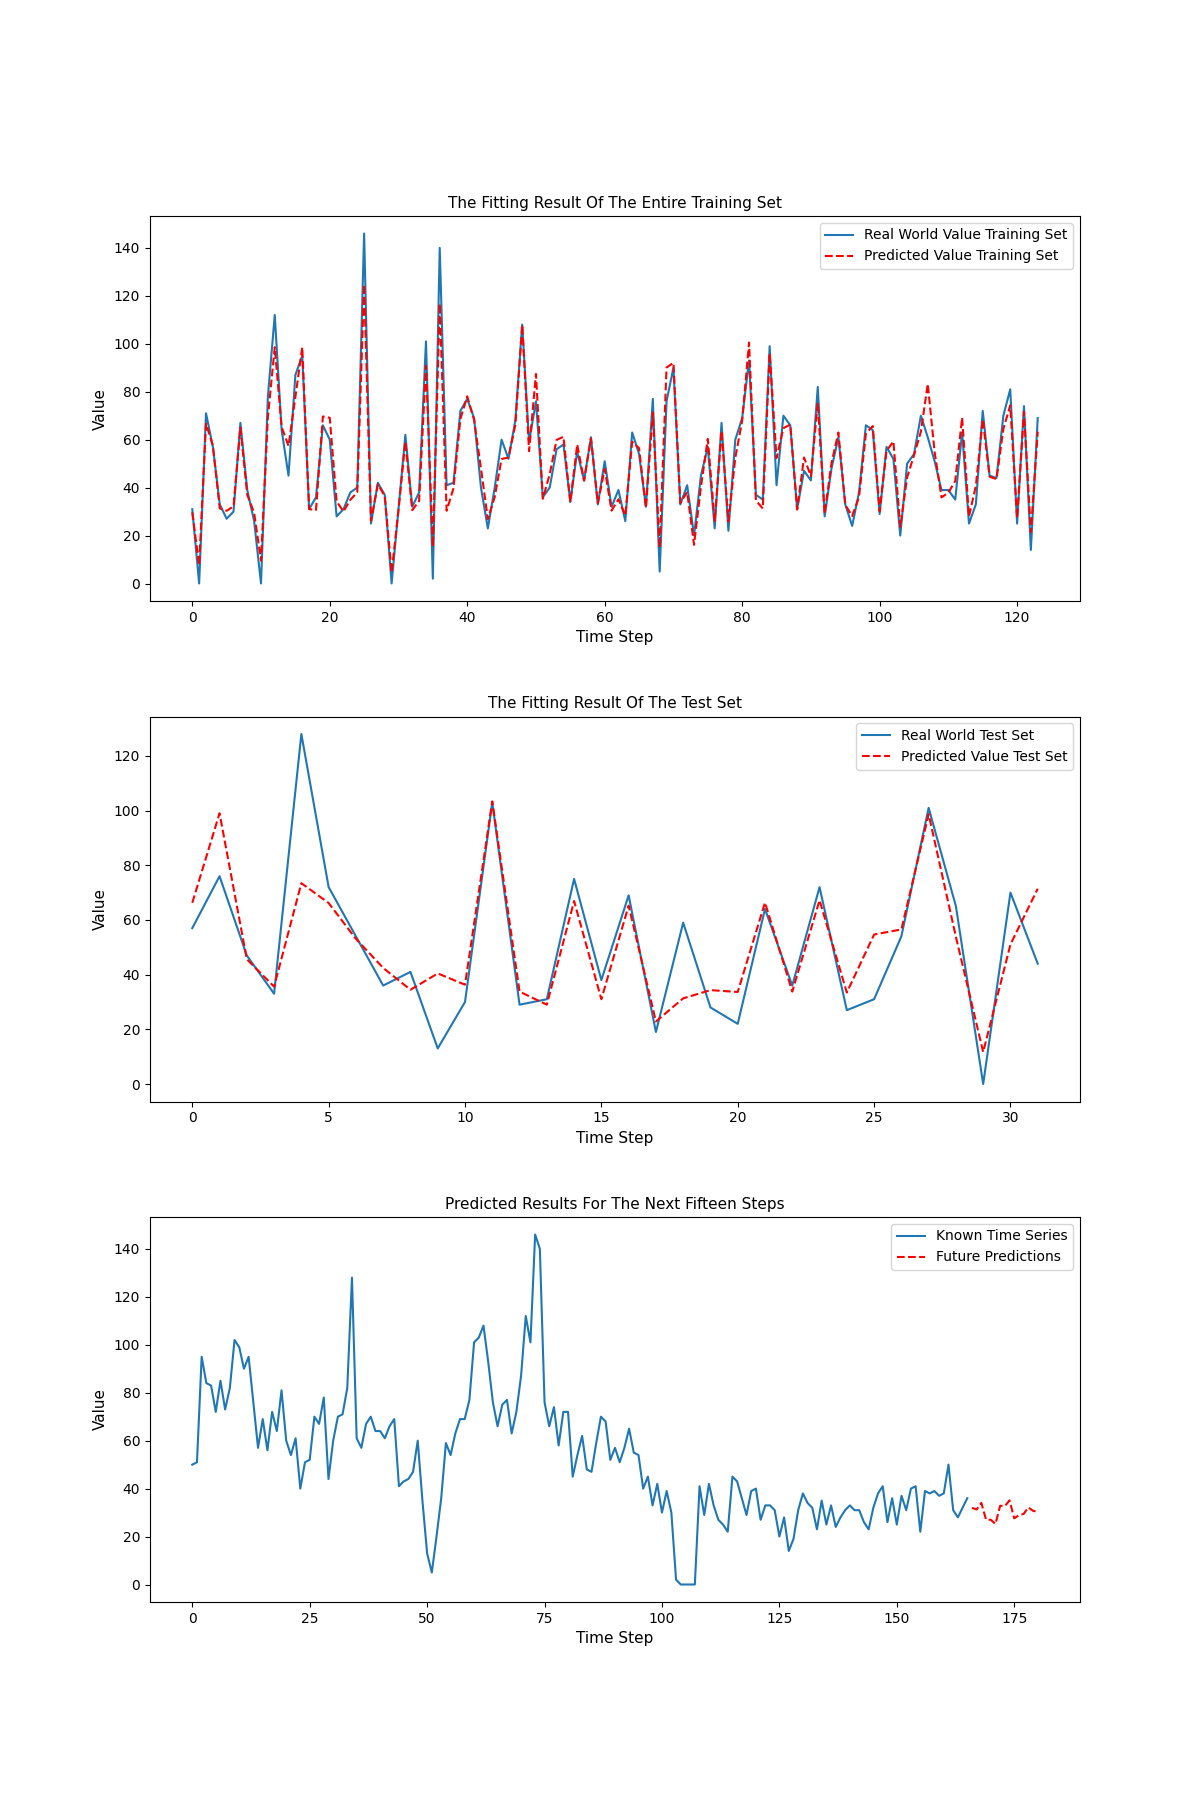 The Fitting Result Of The Entire Training Set
Real World Value Training Set
Predicted Value Training Set
Value
140
120
100
80
60
40
20
0
0 20 40 60 80 100 120
Time Step
The Fitting Result Of The Test Set
Real World Test Set
Predicted Value Test Set
Value
120
100
80
60
40
20
0
0 5 10 15 20 25 30
Time Step
Predicted Results For The Next Fifteen Steps
Known Time Series
Future Predictions
Value
140
120
100
80
60
40
20
0
0 25 50 75 100 125 150 175
Time Step